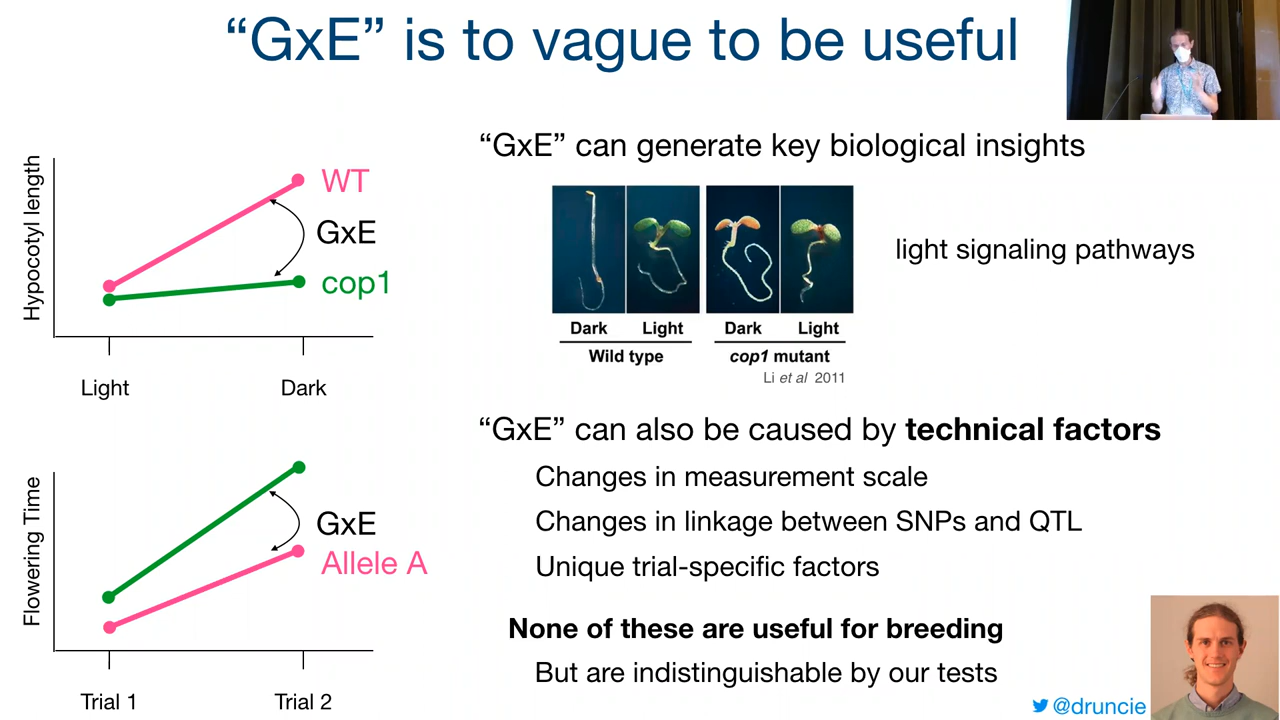 “GxE” is to vague to be useful
“GxE” can generate key biological insights
Hypocotyl length
WT
GxE
cop1
Light
Dark
light signaling pathways
Dark Light Dark Light
Wild type cop1 mutant
Li et al 2011
“GxE” can also be caused by technical factors
Changes in measurement scale
Changes in linkage between SNPs and QTL
Unique trial-specific factors
Flowering Time
GxE
Allele A
Trial 1
Trial 2
None of these are useful for breeding
But are indistinguishable by our tests
@druncie